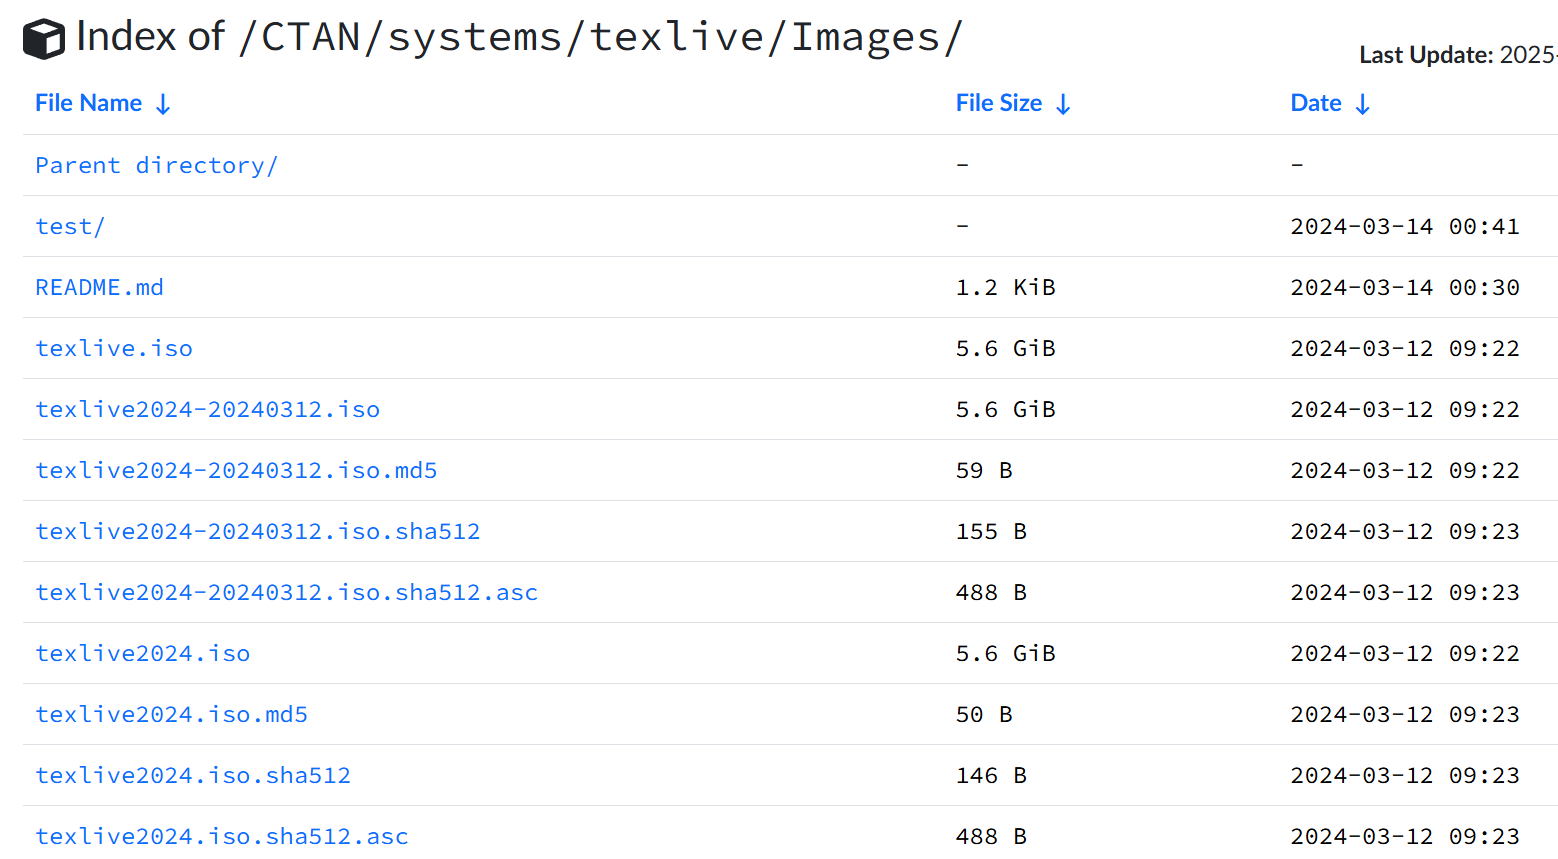 Index of /CTAN/systems/texlive/Images/
Last Update: 2025-
File Name ↓ File Size ↓ Date ↓
Parent directory/ - -
test/ - 2024-03-14 00:41
README.md 1.2 KiB 2024-03-14 00:30
texlive.iso 5.6 GiB 2024-03-12 09:22
texlive2024-20240312.iso 5.6 GiB 2024-03-12 09:22
texlive2024-20240312.iso.md5 59 B 2024-03-12 09:22
texlive2024-20240312.iso.sha512 155 B 2024-03-12 09:23
texlive2024-20240312.iso.sha512.asc 488 B 2024-03-12 09:23
texlive2024.iso 5.6 GiB 2024-03-12 09:22
texlive2024.iso.md5 50 B 2024-03-12 09:23
texlive2024.iso.sha512 146 B 2024-03-12 09:23
texlive2024.iso.sha512.asc 488 B 2024-03-12 09:23